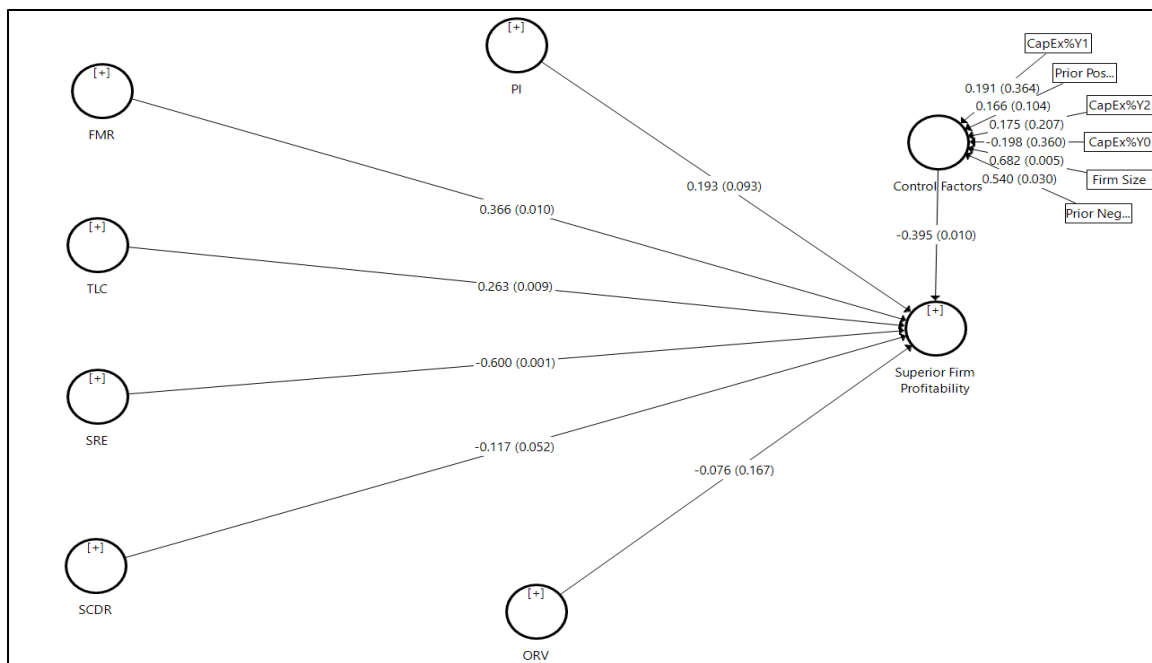 [+]
PI
[+]
FMR
CapEx%Y1
Prior Pos...
CapEx%Y2
CapEx%Y0
Firm Size
Prior Neg...
0.191 (0.364)
0.166 (0.104)
0.175 (0.207)
-0.198 (0.360)
0.682 (0.005)
0.540 (0.030)
Control Factors
0.193 (0.093)
0.366 (0.010)
-0.395 (0.010)
[+]
TLC
0.263 (0.009)
[+]
Superior Firm
Profitability
[+]
SRE
-0.600 (0.001)
-0.117 (0.052)
-0.076 (0.167)
[+]
SCDR
[+]
ORV